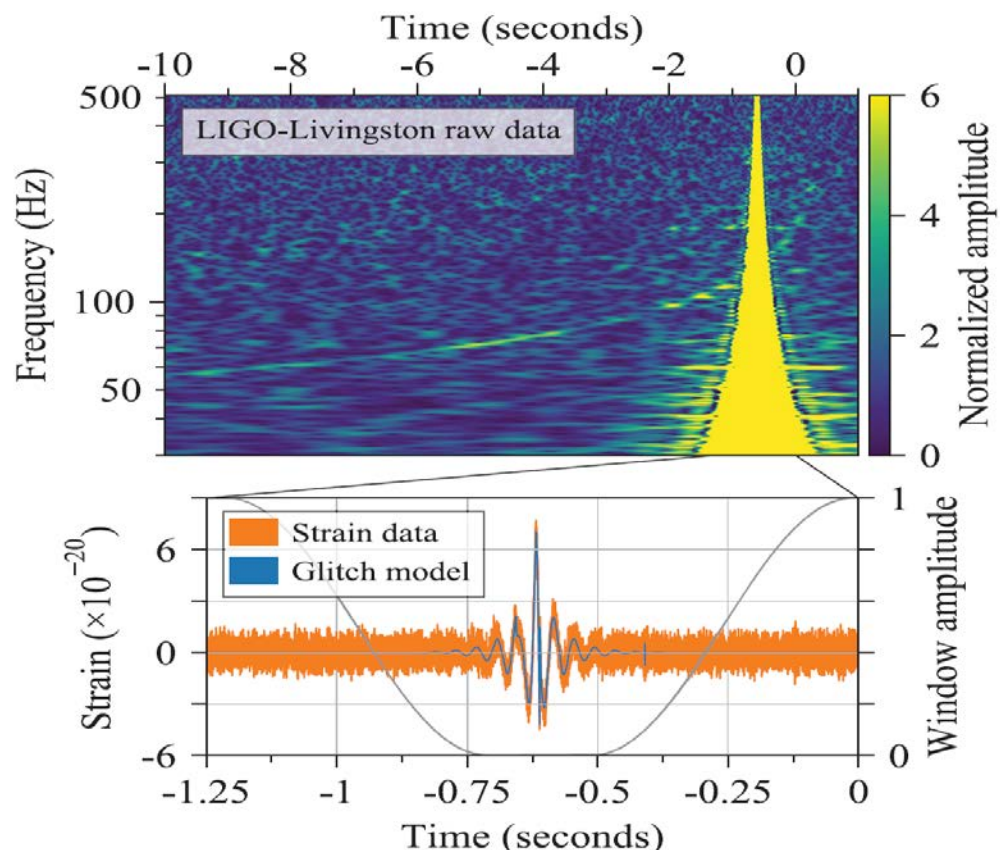 Time (seconds)
-10 -8 -6 -4 -2 0
500
100
50
Frequency (Hz)
LIGO-Livingston raw data
6
4
2
0
Normalized amplitude
Strain data
Glitch model
6
3
0
-6
Strain (×10⁻²⁰)
1
0
Window amplitude
-1.25 -1 -0.75 -0.5 -0.25 0
Time (seconds)